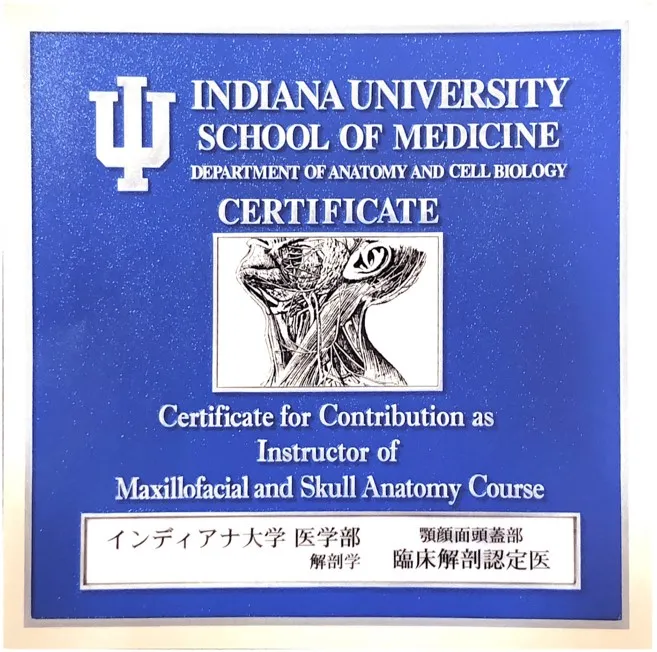 INDIANA UNIVERSITY
SCHOOL OF MEDICINE
DEPARTMENT OF ANATOMY AND CELL BIOLOGY
CERTIFICATE
Certificate for Contribution as
Instructor of
Maxillofacial and Skull Anatomy Course
インディアナ大学 医学部
解剖学
顎顔面頭蓋部
臨床解剖認定医